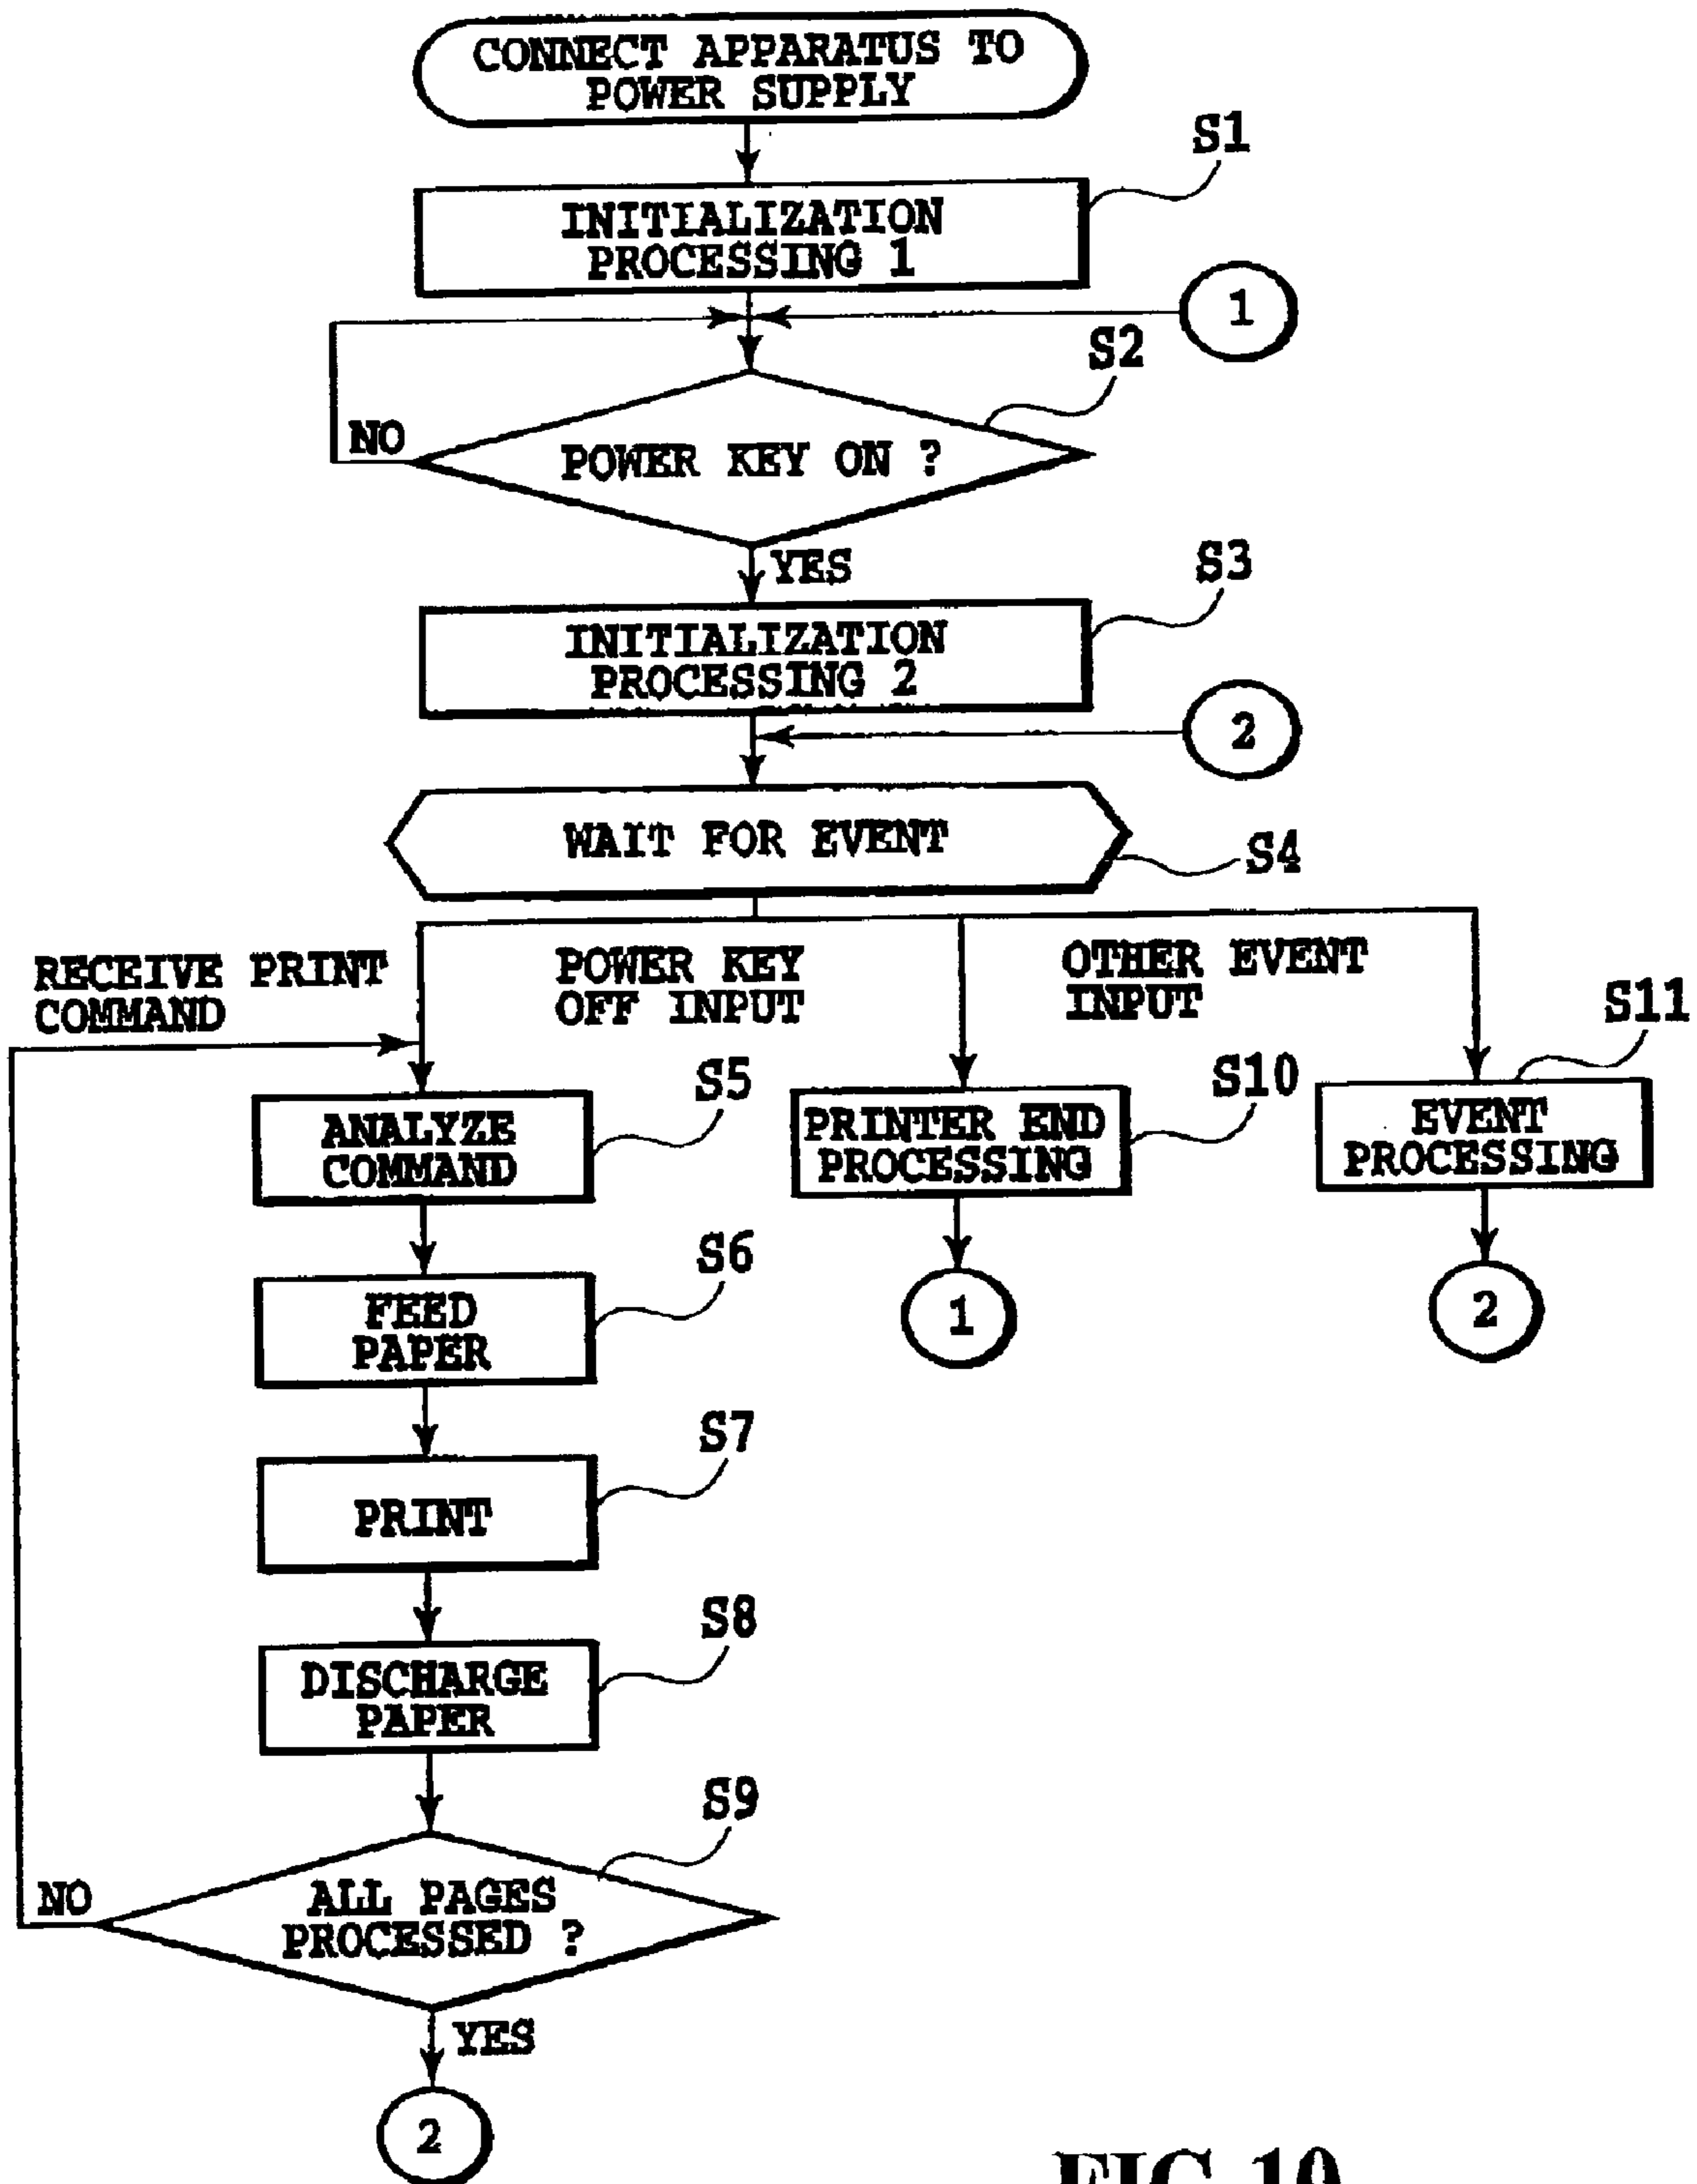 CONNECT APPARATUS TO
POWER SUPPLY
S1
INITIALIZATION
PROCESSING 1
1
S2
NO
POWER KEY ON ?
YES
S3
INITIALIZATION
PROCESSING 2
2
WAIT FOR EVENT
S4
RECEIVE PRINT
COMMAND
POWER KEY
OFF INPUT
OTHER EVENT
INPUT
S11
S5
S10
ANALYZE
COMMAND
PRINTER END
PROCESSING
EVENT
PROCESSING
S6
FEED
PAPER
1
2
S7
PRINT
S8
DISCHARGE
PAPER
S9
NO
ALL PAGES
PROCESSED ?
YES
2
FIG.10